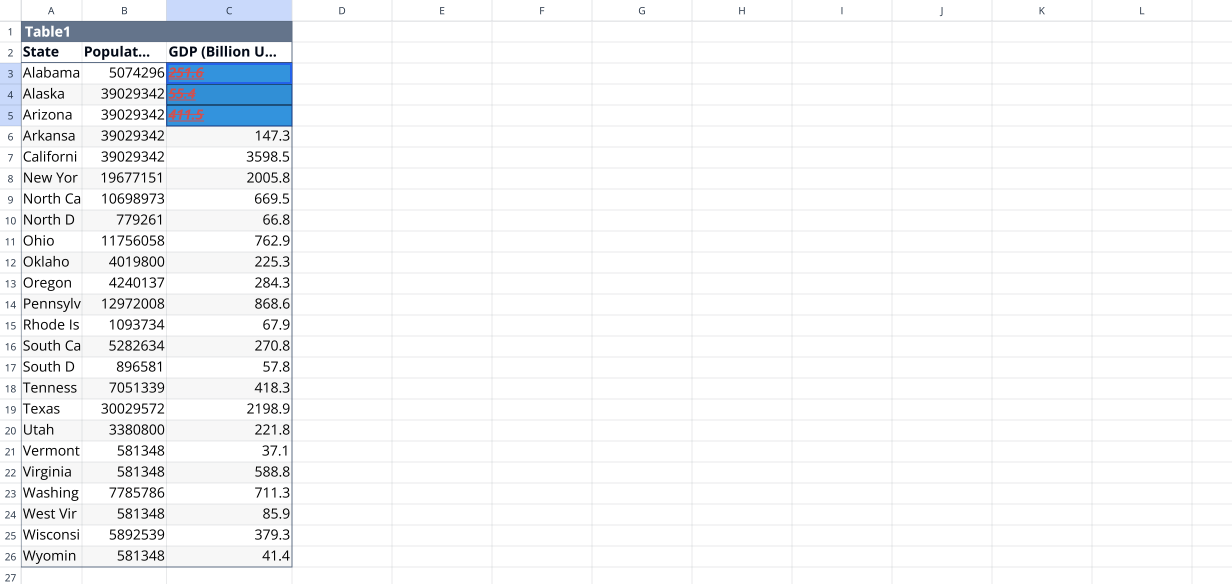 A B C D E F G H I J K L
1 Table1
2 State Populat... GDP (Billion U...
3 Alabama 5074296 251.6
4 Alaska 39029342 55.4
5 Arizona 39029342 411.5
6 Arkansa 39029342 147.3
7 Californi 39029342 3598.5
8 New Yor 19677151 2005.8
9 North Ca 10698973 669.5
10 North D 779261 66.8
11 Ohio 11756058 762.9
12 Oklaho 4019800 225.3
13 Oregon 4240137 284.3
14 Pennsylv 12972008 868.6
15 Rhode Is 1093734 67.9
16 South Ca 5282634 270.8
17 South D 896581 57.8
18 Tenness 7051339 418.3
19 Texas 30029572 2198.9
20 Utah 3380800 221.8
21 Vermont 581348 37.1
22 Virginia 581348 588.8
23 Washing 7785786 711.3
24 West Vir 581348 85.9
25 Wisconsi 5892539 379.3
26 Wyomin 581348 41.4
27